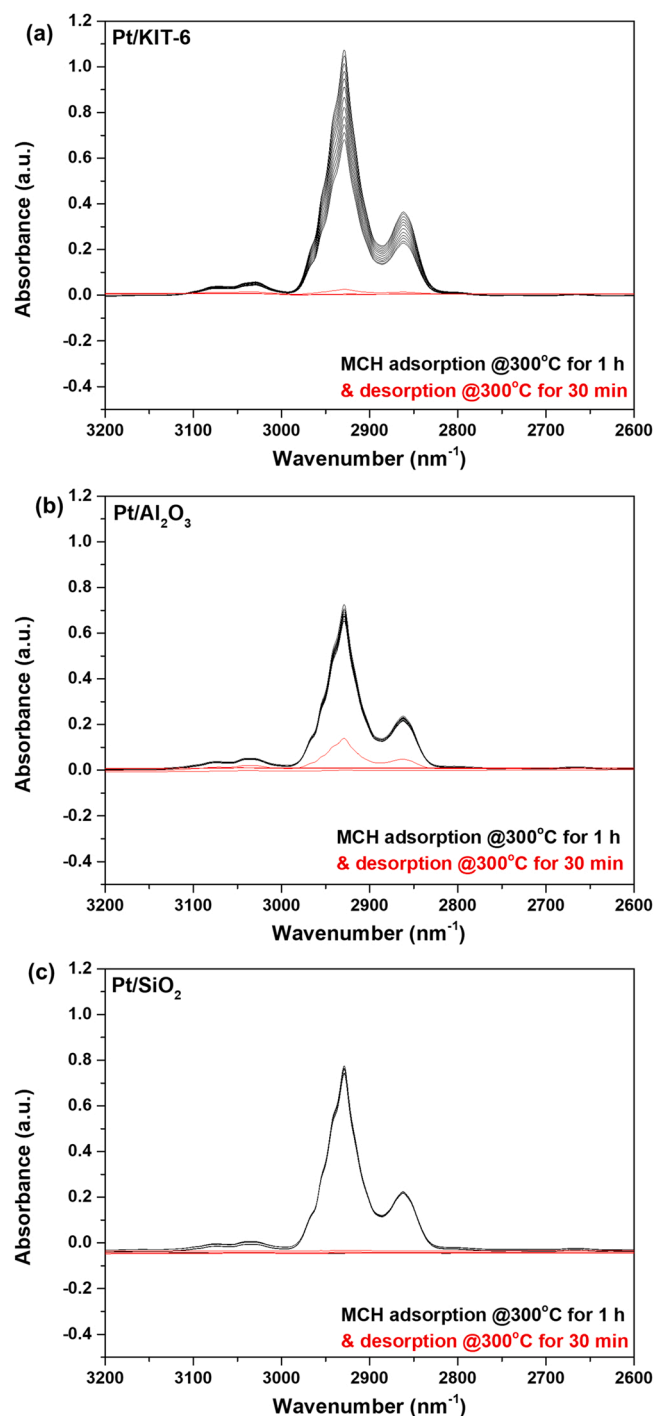 (a)
Pt/KIT-6
1.2
1.0
0.8
0.6
0.4
0.2
0.0
-0.2
-0.4
Absorbance (a.u.)
MCH adsorption @300°C for 1 h
& desorption @300°C for 30 min
3200 3100 3000 2900 2800 2700 2600
Wavenumber (nm⁻¹)
(b)
Pt/Al₂O₃
1.2
1.0
0.8
0.6
0.4
0.2
0.0
-0.2
-0.4
Absorbance (a.u.)
MCH adsorption @300°C for 1 h
& desorption @300°C for 30 min
3200 3100 3000 2900 2800 2700 2600
Wavenumber (nm⁻¹)
(c)
Pt/SiO₂
1.2
1.0
0.8
0.6
0.4
0.2
0.0
-0.2
-0.4
Absorbance (a.u.)
MCH adsorption @300°C for 1 h
& desorption @300°C for 30 min
3200 3100 3000 2900 2800 2700 2600
Wavenumber (nm⁻¹)